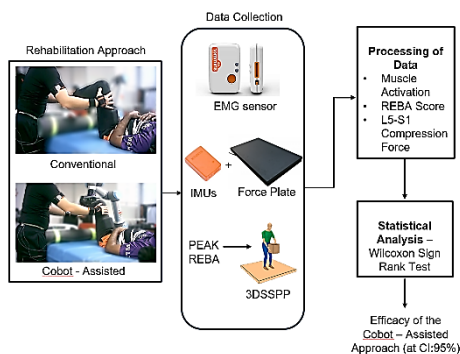 Rehabilitation Approach
Conventional
Cobot - Assisted
Data Collection
EMG sensor
IMUs
+
Force Plate
PEAK
REBA
3DSSPP
Processing of
Data
• Muscle
Activation
• REBA Score
• L5-S1
Compression
Force
Statistical
Analysis –
Wilcoxon Sign
Rank Test
Efficacy of the
Cobot – Assisted
Approach (at CI:95%)